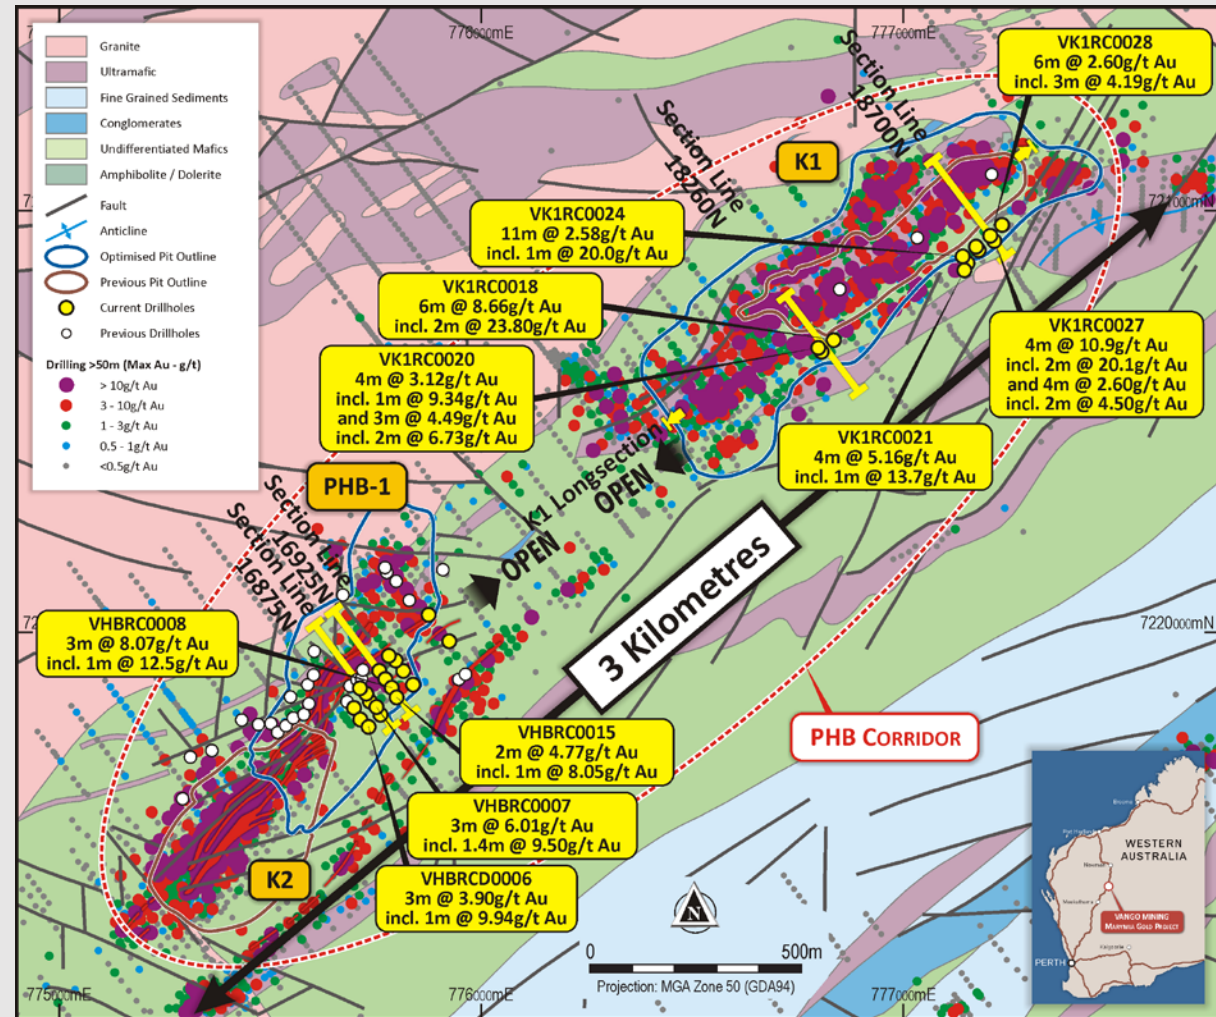 Granite
Ultramafic
Fine Grained Sediments
Conglomerates
Undifferentiated Mafics
Amphibolite / Dolerite
Fault
Anticline
Optimised Pit Outline
Previous Pit Outline
Current Drillholes
Previous Drillholes
Drilling >50m (Max Au - g/t)
> 10g/t Au
3 - 10g/t Au
1 - 3g/t Au
0.5 - 1g/t Au
<0.5g/t Au
776000mE
777000mE
Section Line
18700N
Section Line
18260N
K1
VK1RC0028
6m @ 2.60g/t Au
incl. 3m @ 4.19g/t Au
VK1RC0024
11m @ 2.58g/t Au
incl. 1m @ 20.0g/t Au
VK1RC0018
6m @ 8.66g/t Au
incl. 2m @ 23.80g/t Au
VK1RC0020
4m @ 3.12g/t Au
incl. 1m @ 9.34g/t Au
and 3m @ 4.49g/t Au
incl. 2m @ 6.73g/t Au
VK1RC0027
4m @ 10.9g/t Au
incl. 2m @ 20.1g/t Au
and 4m @ 2.60g/t Au
incl. 2m @ 4.50g/t Au
VK1RC0021
4m @ 5.16g/t Au
incl. 1m @ 13.7g/t Au
K1 Longsection
OPEN
OPEN
PHB-1
Section Line
16925N
Section Line
16875N
3 Kilometres
7220000mN
VHBRC0008
3m @ 8.07g/t Au
incl. 1m @ 12.5g/t Au
VHBRC0015
2m @ 4.77g/t Au
incl. 1m @ 8.05g/t Au
PHB CORRIDOR
VHBRC0007
3m @ 6.01g/t Au
incl. 1.4m @ 9.50g/t Au
K2
VHBRCD0006
3m @ 3.90g/t Au
incl. 1m @ 9.94g/t Au
N
0 500m
Projection: MGA Zone 50 (GDA94)
775000mE
776000mE
777000mE
Broome
Newman
WESTERN
AUSTRALIA
VANGO MINING
MARYMIA GOLD PROJECT
Kalgoorlie
PERTH